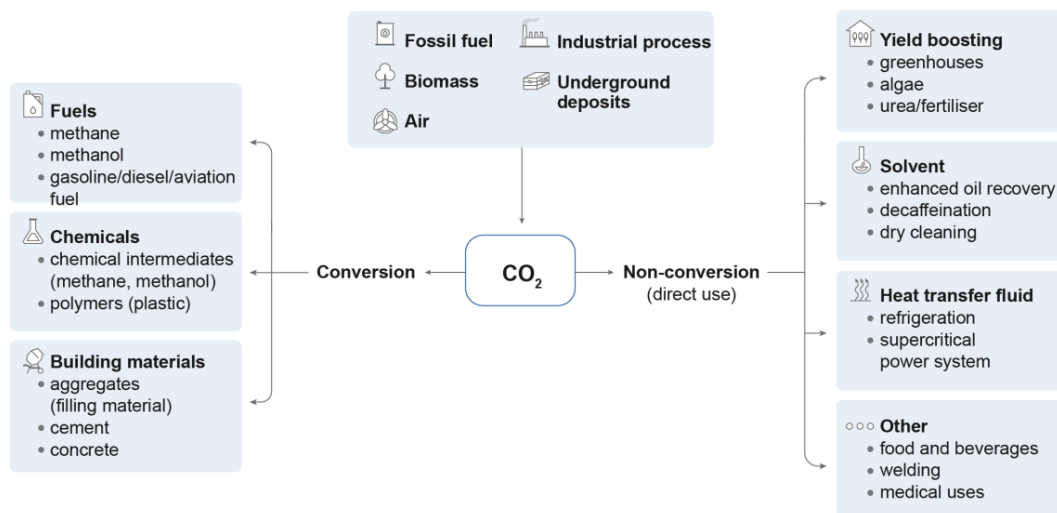 Fossil fuel
Industrial process
Biomass
Underground
deposits
Air
Fuels
• methane
• methanol
• gasoline/diesel/aviation
fuel
Chemicals
• chemical intermediates
(methane, methanol)
• polymers (plastic)
Building materials
• aggregates
(filling material)
• cement
• concrete
Conversion
CO₂
Non-conversion
(direct use)
Yield boosting
• greenhouses
• algae
• urea/fertiliser
Solvent
• enhanced oil recovery
• decaffeination
• dry cleaning
Heat transfer fluid
• refrigeration
• supercritical
power system
Other
• food and beverages
• welding
• medical uses